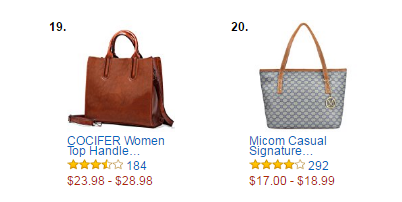 19.
COCIFER Women
Top Handle...
184
$23.98 - $28.98
20.
Micom Casual
Signature...
292
$17.00 - $18.99